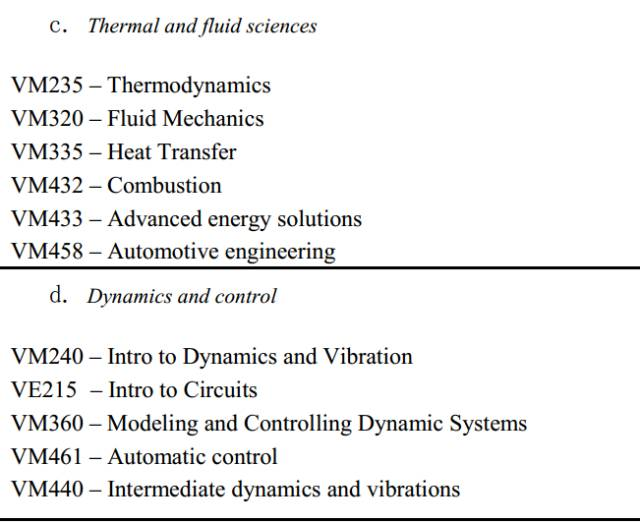 c. Thermal and fluid sciences
VM235 – Thermodynamics
VM320 – Fluid Mechanics
VM335 – Heat Transfer
VM432 – Combustion
VM433 – Advanced energy solutions
VM458 – Automotive engineering
d. Dynamics and control
VM240 – Intro to Dynamics and Vibration
VE215 – Intro to Circuits
VM360 – Modeling and Controlling Dynamic Systems
VM461 – Automatic control
VM440 – Intermediate dynamics and vibrations